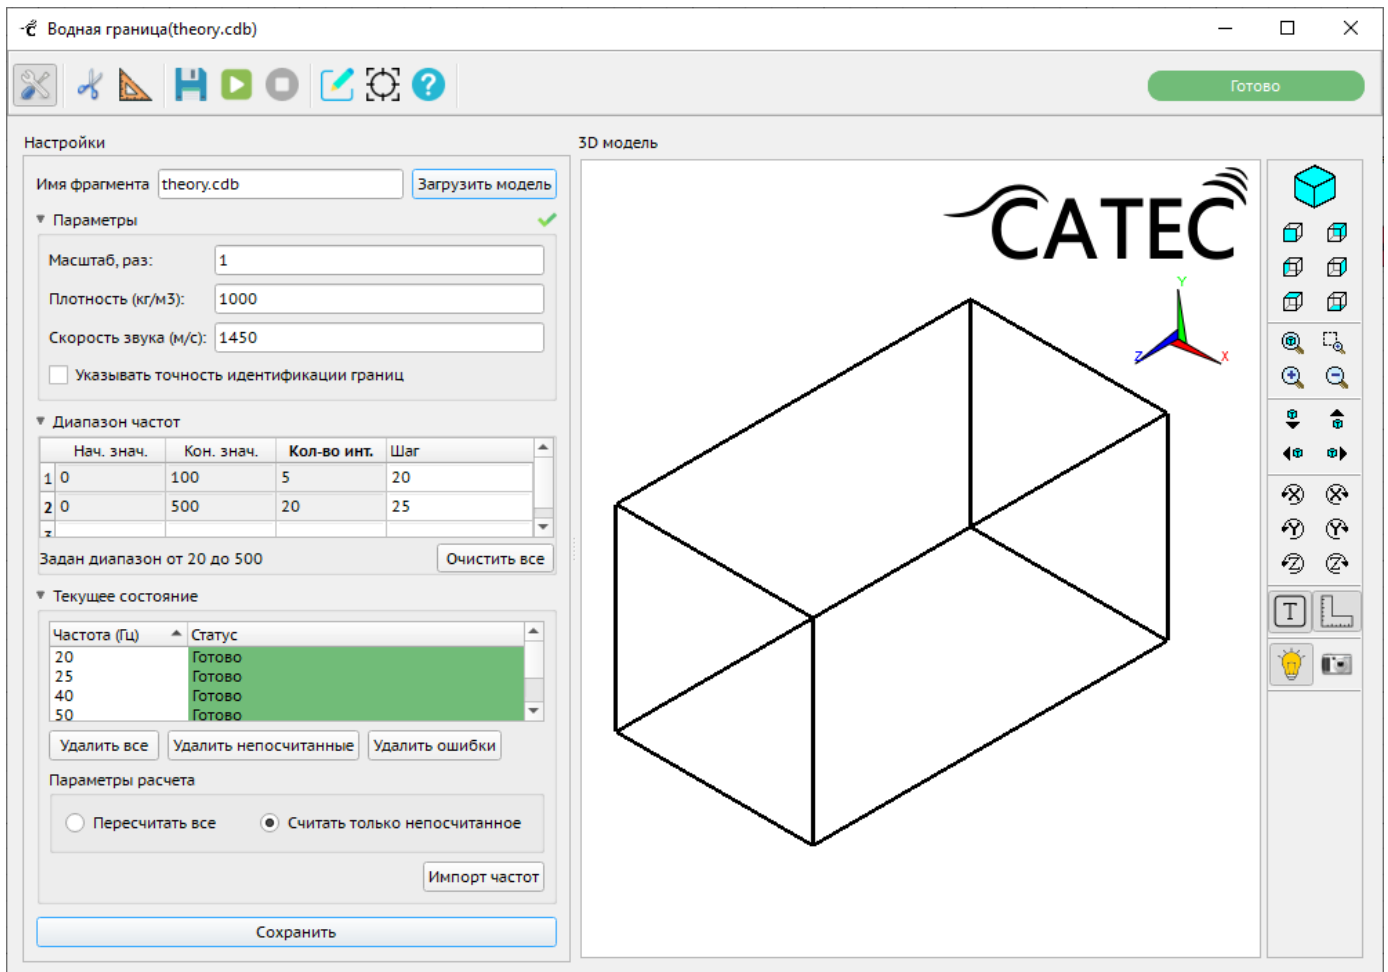 Водная граница(theory.cdb)
Готово
Настройки
3D модель
Имя фрагмента theory.cdb Загрузить модель
Параметры
Масштаб, раз: 1
Плотность (кг/м3): 1000
Скорость звука (м/с): 1450
Указывать точность идентификации границ
Диапазон частот
Нач. знач. Кон. знач. Кол-во инт. Шаг
1 0 100 5 20
2 0 500 20 25
3
Задан диапазон от 20 до 500 Очистить все
Текущее состояние
Частота (Гц) Статус
20 Готово
25 Готово
40 Готово
50 Готово
Удалить все Удалить непосчитанные Удалить ошибки
Параметры расчета
Пересчитать все Считать только непосчитанное
Импорт частот
Сохранить
CATEC
Y
Z X
X X
Y Y
Z Z
T